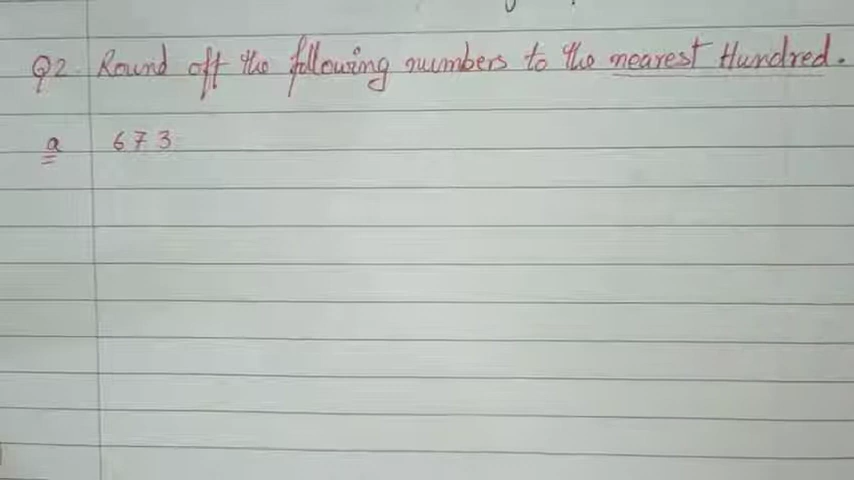 Q2. Round off the following numbers to the nearest Hundred.
a 673